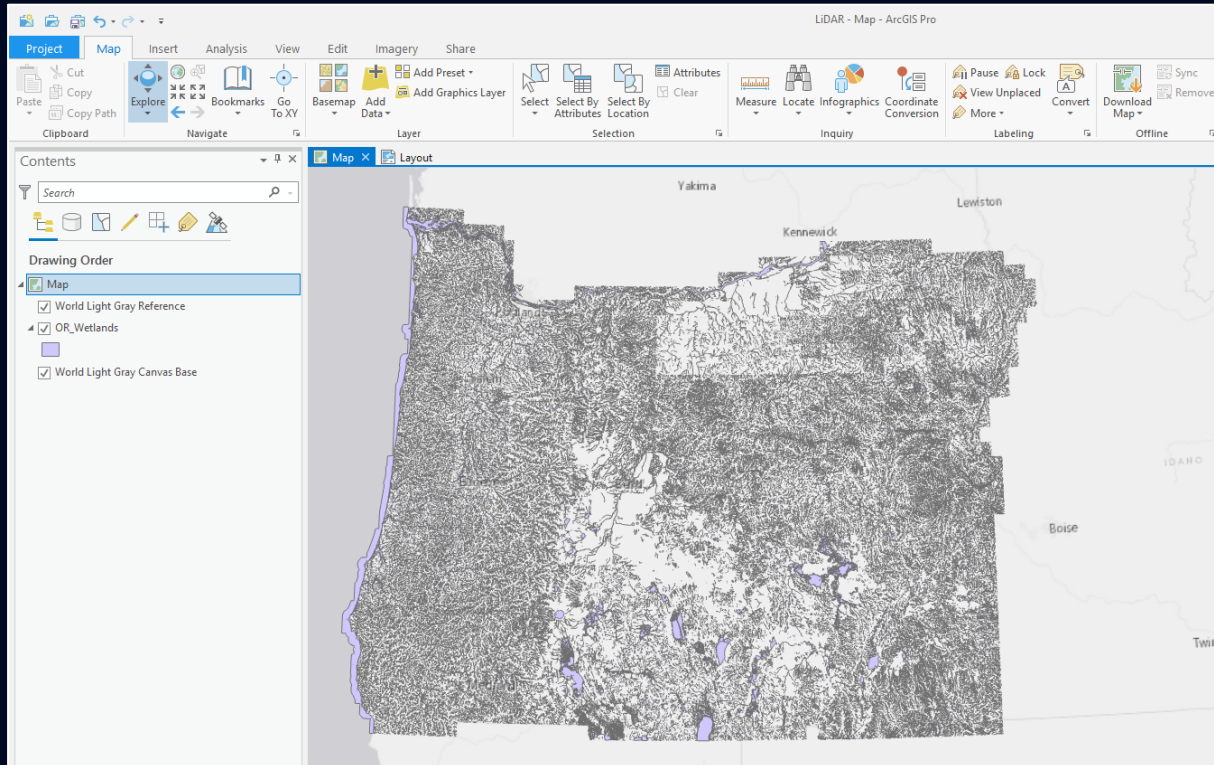 LiDAR - Map - ArcGIS Pro
Project Map Insert Analysis View Edit Imagery Share
Paste
Cut
Copy
Copy Path
Clipboard
Explore
Bookmarks
Go To XY
Navigate
Basemap
Add Data
Add Preset
Add Graphics Layer
Layer
Select
Select By Attributes
Select By Location
Attributes
Clear
Selection
Measure
Locate
Infographics
Coordinate Conversion
Inquiry
Pause
Lock
View Unplaced
More
Convert
Labeling
Download Map
Sync
Remove
Offline
Contents
Map
Layout
Search
Drawing Order
Map
World Light Gray Reference
OR_Wetlands
World Light Gray Canvas Base
Yakima
Lewiston
Kennewick
Portland
IDAHO
Boise
Twi